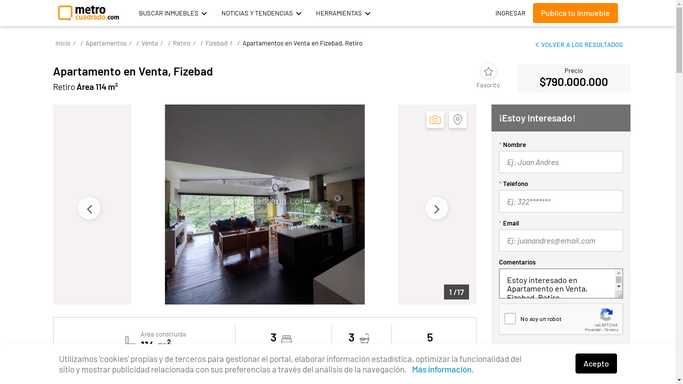 metro
cuadrado.com
BUSCAR INMUEBLES
NOTICIAS Y TENDENCIAS
HERRAMIENTAS
INGRESAR
Publica tu Inmueble
Inicio / / Apartamentos / / Venta / / Retiro / / Fizebad / / Apartamentos en Venta en Fizebad, Retiro
VOLVER A LOS RESULTADOS
Apartamento en Venta, Fizebad
Retiro Área 114 m²
Favorito
Precio
$790.000.000
1 /17
¡Estoy Interesado!
* Nombre
Ej: Juan Andres
* Teléfono
Ej: 322*******
* Email
Ej: juanandres@email.com
Comentarios
Estoy interesado en
Apartamento en Venta,
Fizebad, Retiro
No soy un robot
reCAPTCHA
Privacidad - Términos
Área construida
114 m²
3
3
5
Utilizamos 'cookies' propias y de terceros para gestionar el portal, elaborar información estadística, optimizar la funcionalidad del
sitio y mostrar publicidad relacionada con sus preferencias a través del análisis de la navegación. Más información.
Acepto